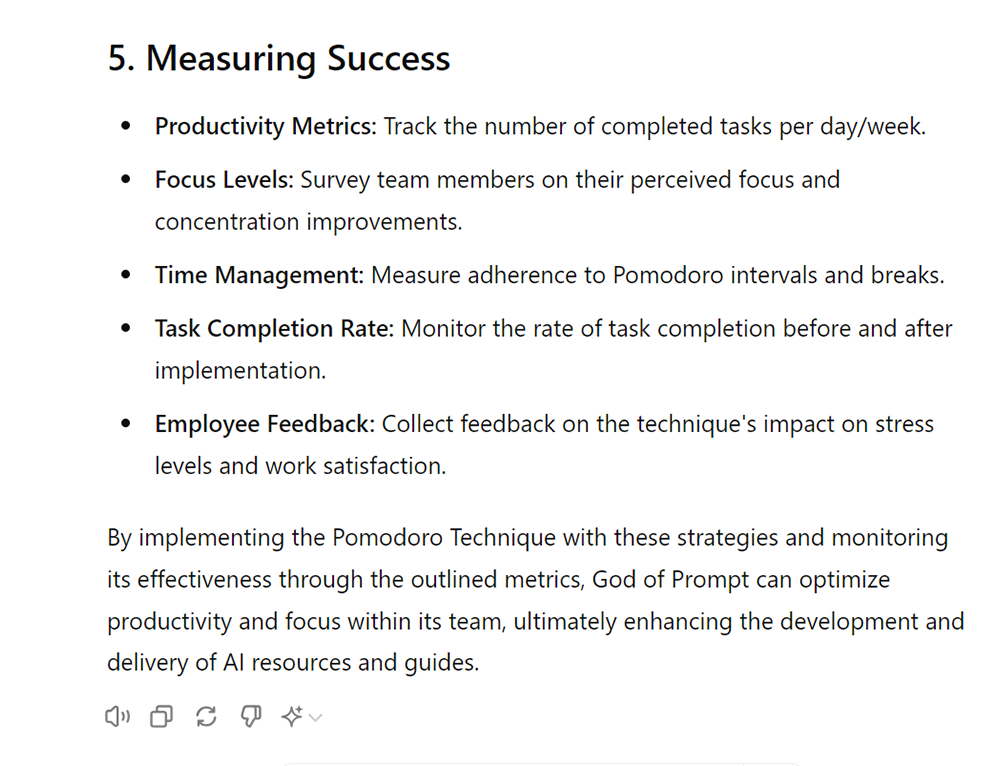 5. Measuring Success
• Productivity Metrics: Track the number of completed tasks per day/week.
• Focus Levels: Survey team members on their perceived focus and
concentration improvements.
• Time Management: Measure adherence to Pomodoro intervals and breaks.
• Task Completion Rate: Monitor the rate of task completion before and after
implementation.
• Employee Feedback: Collect feedback on the technique's impact on stress
levels and work satisfaction.
By implementing the Pomodoro Technique with these strategies and monitoring
its effectiveness through the outlined metrics, God of Prompt can optimize
productivity and focus within its team, ultimately enhancing the development and
delivery of AI resources and guides.